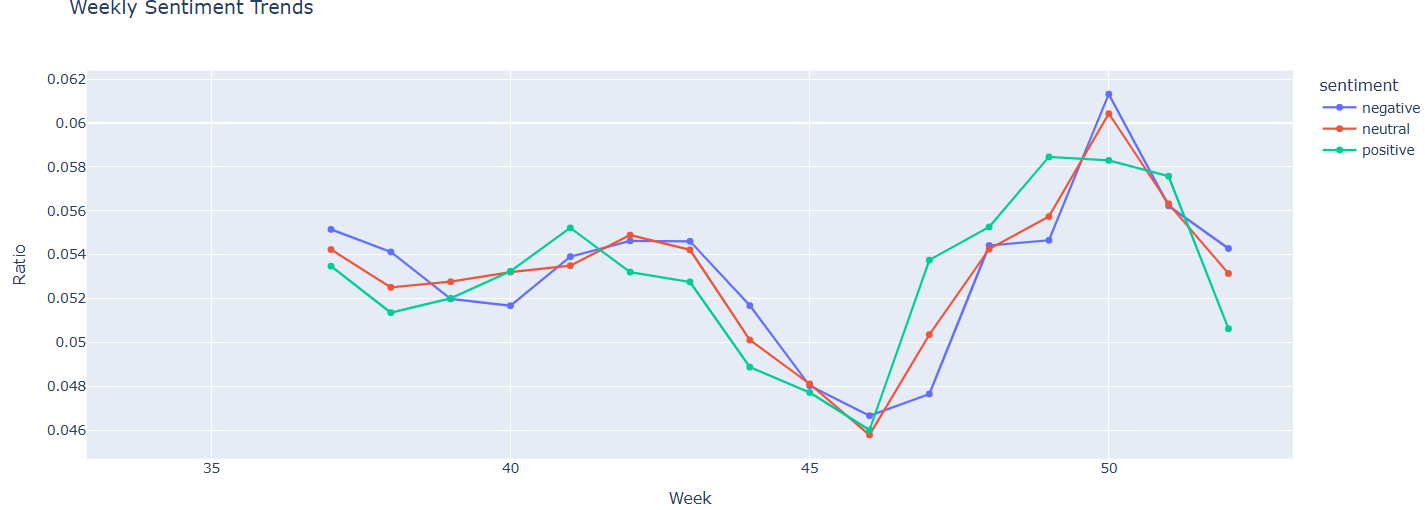 Weekly Sentiment Trends
sentiment
negative
neutral
positive
0.062
0.06
0.058
0.056
0.054
0.052
0.05
0.048
0.046
Ratio
35
40
45
50
Week